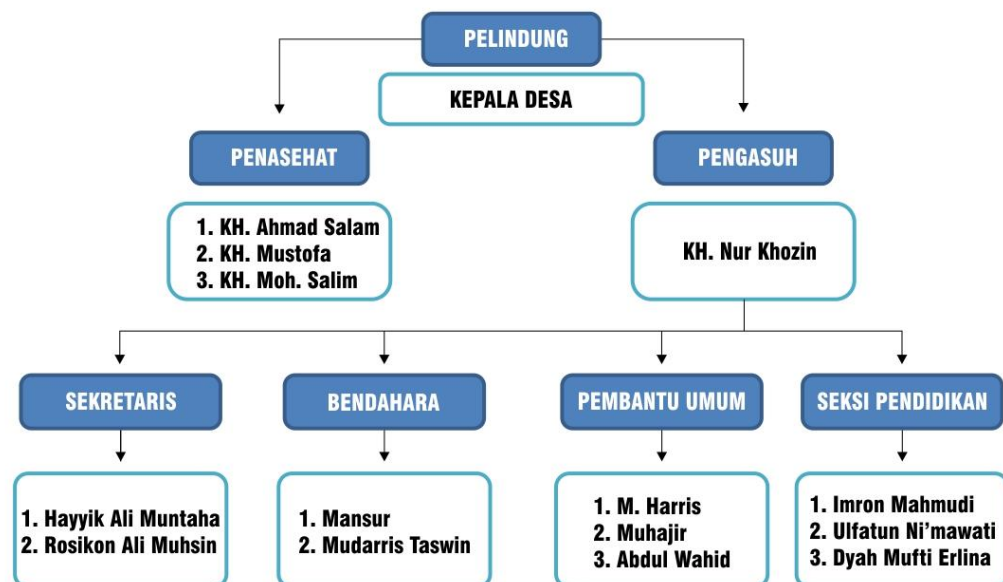 PELINDUNG
KEPALA DESA
PENASEHAT
PENGASUH
1. KH. Ahmad Salam
2. KH. Mustofa
3. KH. Moh. Salim
KH. Nur Khozin
SEKRETARIS
BENDAHARA
PEMBANTU UMUM
SEKSI PENDIDIKAN
1. Hayyik Ali Muntaha
2. Rosikon Ali Muhsin
1. Mansur
2. Mudarris Taswin
1. M. Harris
2. Muhajir
3. Abdul Wahid
1. Imron Mahmudi
2. Ulfatun Ni’mawati
3. Dyah Mufti Erlina